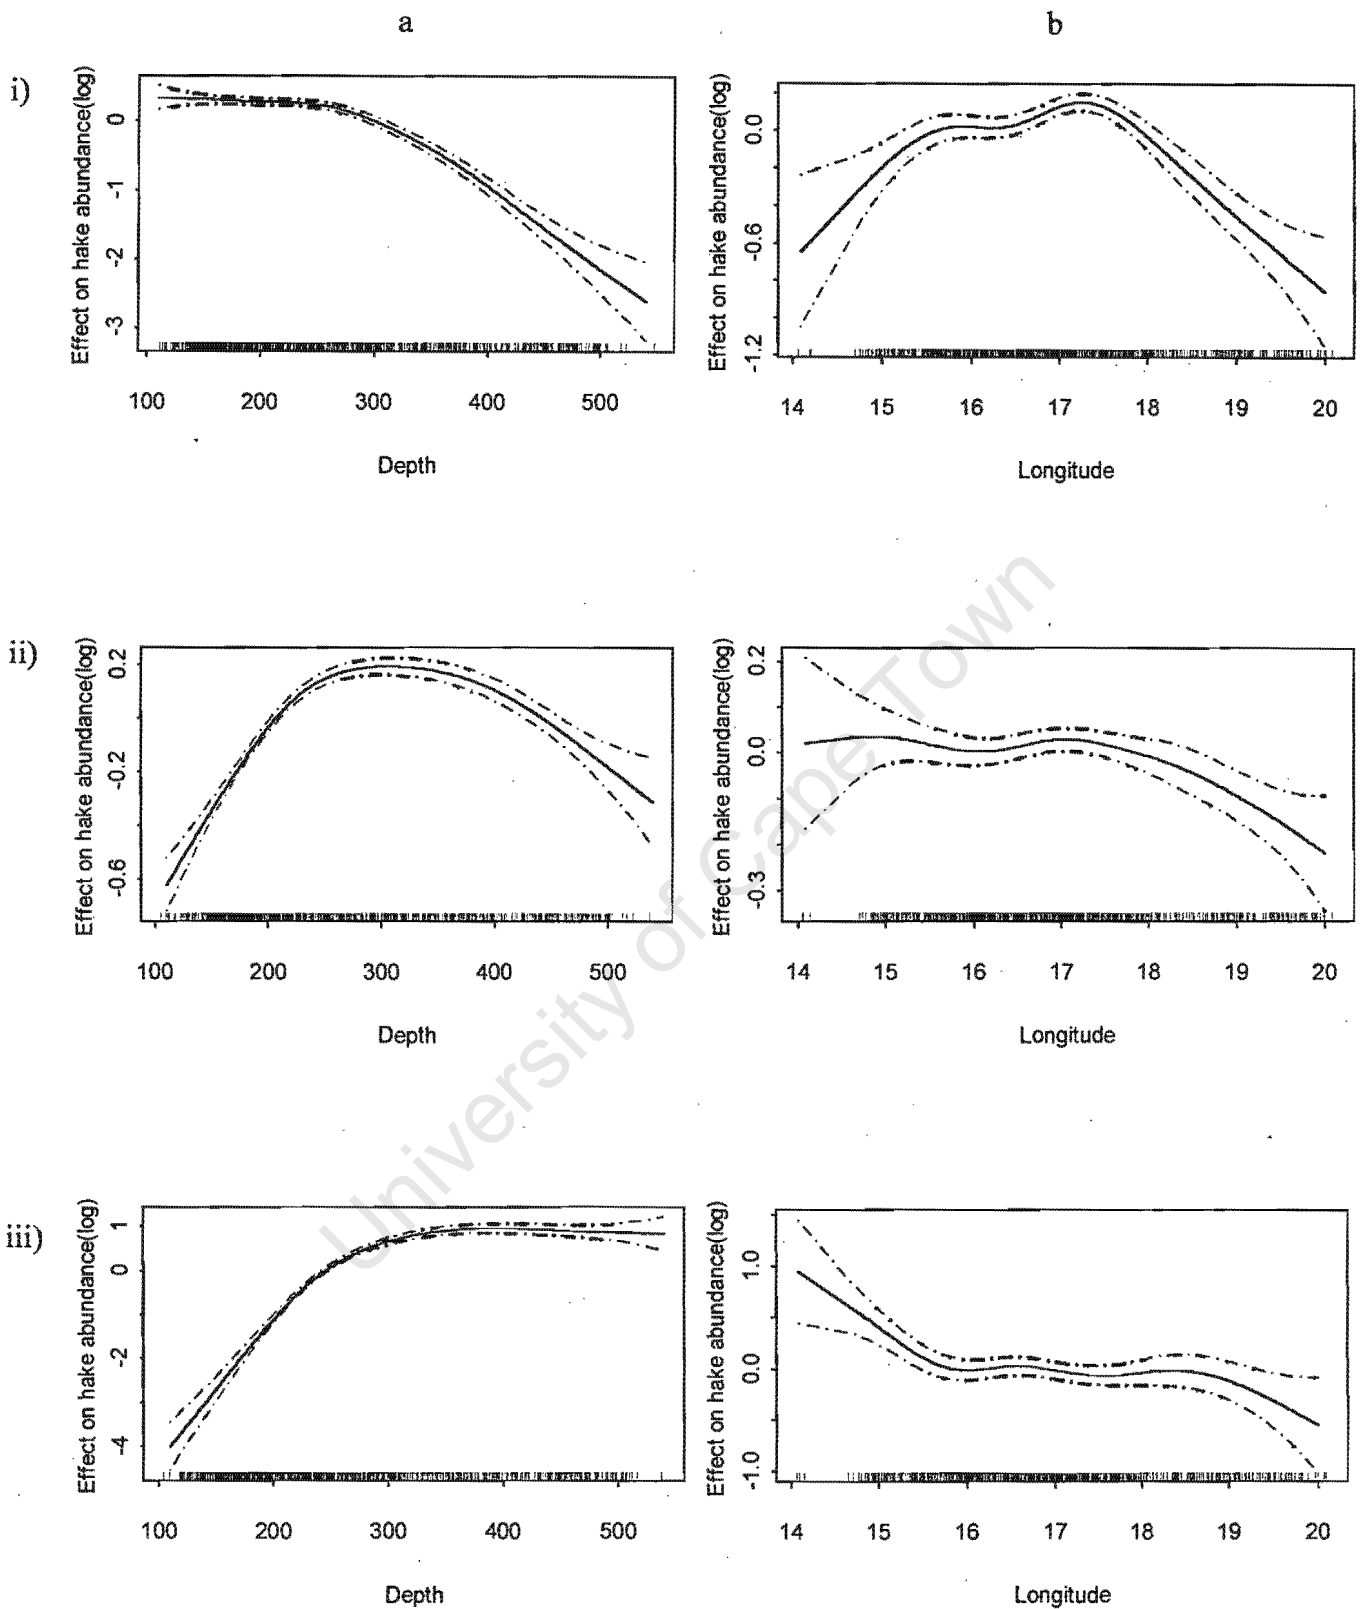 a
b
i)
Effect on hake abundance(log)
0
-1
-2
-3
100 200 300 400 500
Depth
Effect on hake abundance(log)
0.0
-0.6
-1.2
14 15 16 17 18 19 20
Longitude
ii)
Effect on hake abundance(log)
0.2
-0.2
-0.6
100 200 300 400 500
Depth
Effect on hake abundance(log)
0.2
0.0
-0.3
14 15 16 17 18 19 20
Longitude
iii)
Effect on hake abundance(log)
1
0
-2
-4
100 200 300 400 500
Depth
Effect on hake abundance(log)
1.0
0.0
-1.0
14 15 16 17 18 19 20
Longitude
University of Cape Town